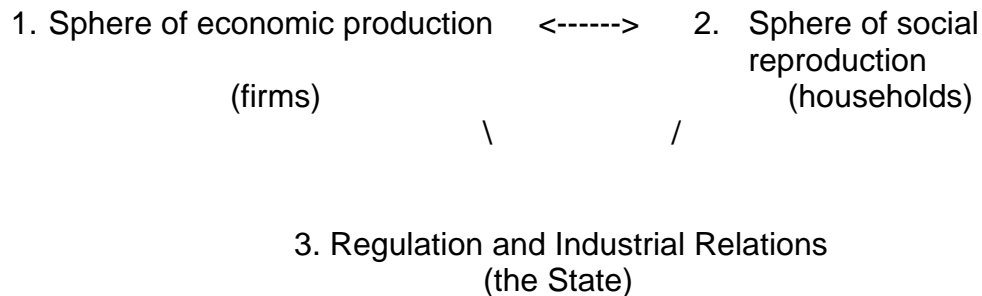 1. Sphere of economic production <------> 2. Sphere of social
reproduction
(firms) (households)
\ /
3. Regulation and Industrial Relations
(the State)